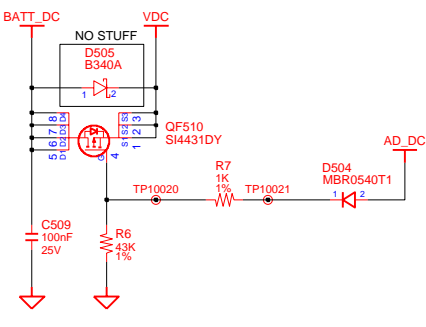 BATT_DC
VDC
NO STUFF
D505
B340A
1
2
8 D4
7 D3
6 D2
5 D1
S3 3
S2 2
S1 1
G
4
QF510
SI4431DY
AD_DC
R7
1K
1%
D504
MBR0540T1
TP10020
TP10021
1
2
C509
100nF
25V
R6
43K
1%